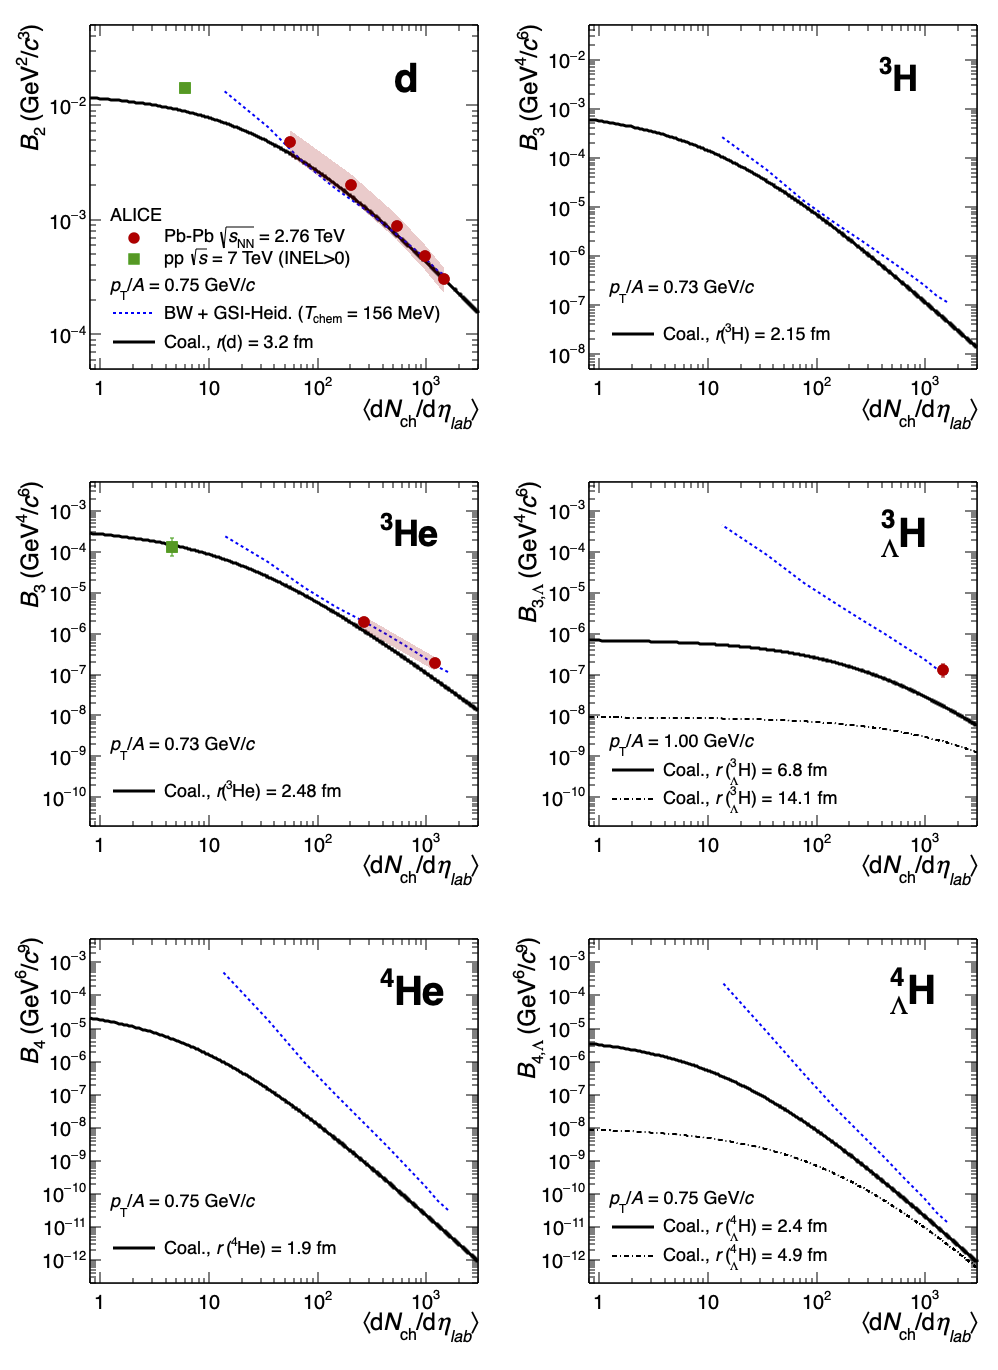 B₂ (GeV²/c³)
d
10⁻²
10⁻³
10⁻⁴
ALICE
Pb-Pb √sNN = 2.76 TeV
pp √s = 7 TeV (INEL>0)
pT/A = 0.75 GeV/c
BW + GSI-Heid. (Tchem = 156 MeV)
Coal., r(d) = 3.2 fm
1 10 10² 10³
⟨dNch/dηlab⟩
B₃ (GeV⁴/c⁶)
³H
10⁻²
10⁻³
10⁻⁴
10⁻⁵
10⁻⁶
10⁻⁷
10⁻⁸
pT/A = 0.73 GeV/c
Coal., r(³H) = 2.15 fm
1 10 10² 10³
⟨dNch/dηlab⟩
B₃ (GeV⁴/c⁶)
³He
10⁻³
10⁻⁴
10⁻⁵
10⁻⁶
10⁻⁷
10⁻⁸
10⁻⁹
10⁻¹⁰
pT/A = 0.73 GeV/c
Coal., r(³He) = 2.48 fm
1 10 10² 10³
⟨dNch/dηlab⟩
B₃,Λ (GeV⁴/c⁶)
³ΛH
10⁻³
10⁻⁴
10⁻⁵
10⁻⁶
10⁻⁷
10⁻⁸
10⁻⁹
10⁻¹⁰
pT/A = 1.00 GeV/c
Coal., r (³ΛH) = 6.8 fm
Coal., r (³ΛH) = 14.1 fm
1 10 10² 10³
⟨dNch/dηlab⟩
B₄ (GeV⁶/c⁹)
⁴He
10⁻³
10⁻⁴
10⁻⁵
10⁻⁶
10⁻⁷
10⁻⁸
10⁻⁹
10⁻¹⁰
10⁻¹¹
10⁻¹²
pT/A = 0.75 GeV/c
Coal., r (⁴He) = 1.9 fm
1 10 10² 10³
⟨dNch/dηlab⟩
B₄,Λ (GeV⁶/c⁹)
⁴ΛH
10⁻³
10⁻⁴
10⁻⁵
10⁻⁶
10⁻⁷
10⁻⁸
10⁻⁹
10⁻¹⁰
10⁻¹¹
10⁻¹²
pT/A = 0.75 GeV/c
Coal., r (⁴ΛH) = 2.4 fm
Coal., r (⁴ΛH) = 4.9 fm
1 10 10² 10³
⟨dNch/dηlab⟩